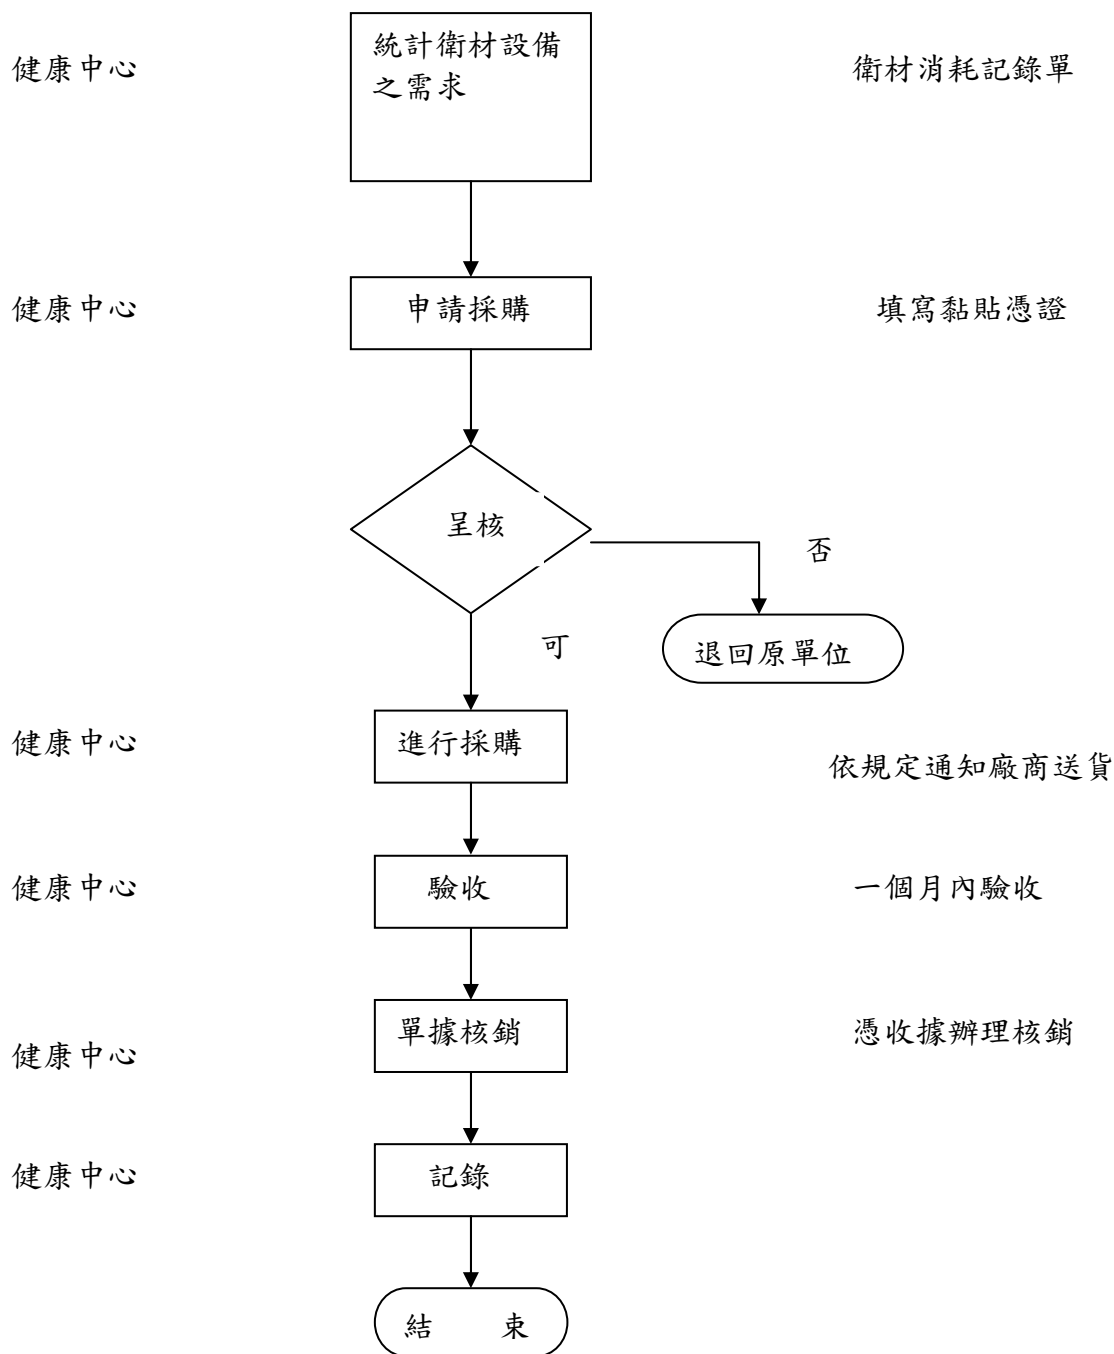 健康中心
統計衛材設備
之需求
衛材消耗記錄單
健康中心
申請採購
填寫黏貼憑證
呈核
否
可
退回原單位
健康中心
進行採購
依規定通知廠商送貨
健康中心
驗收
一個月內驗收
健康中心
單據核銷
憑收據辦理核銷
健康中心
記錄
結 束